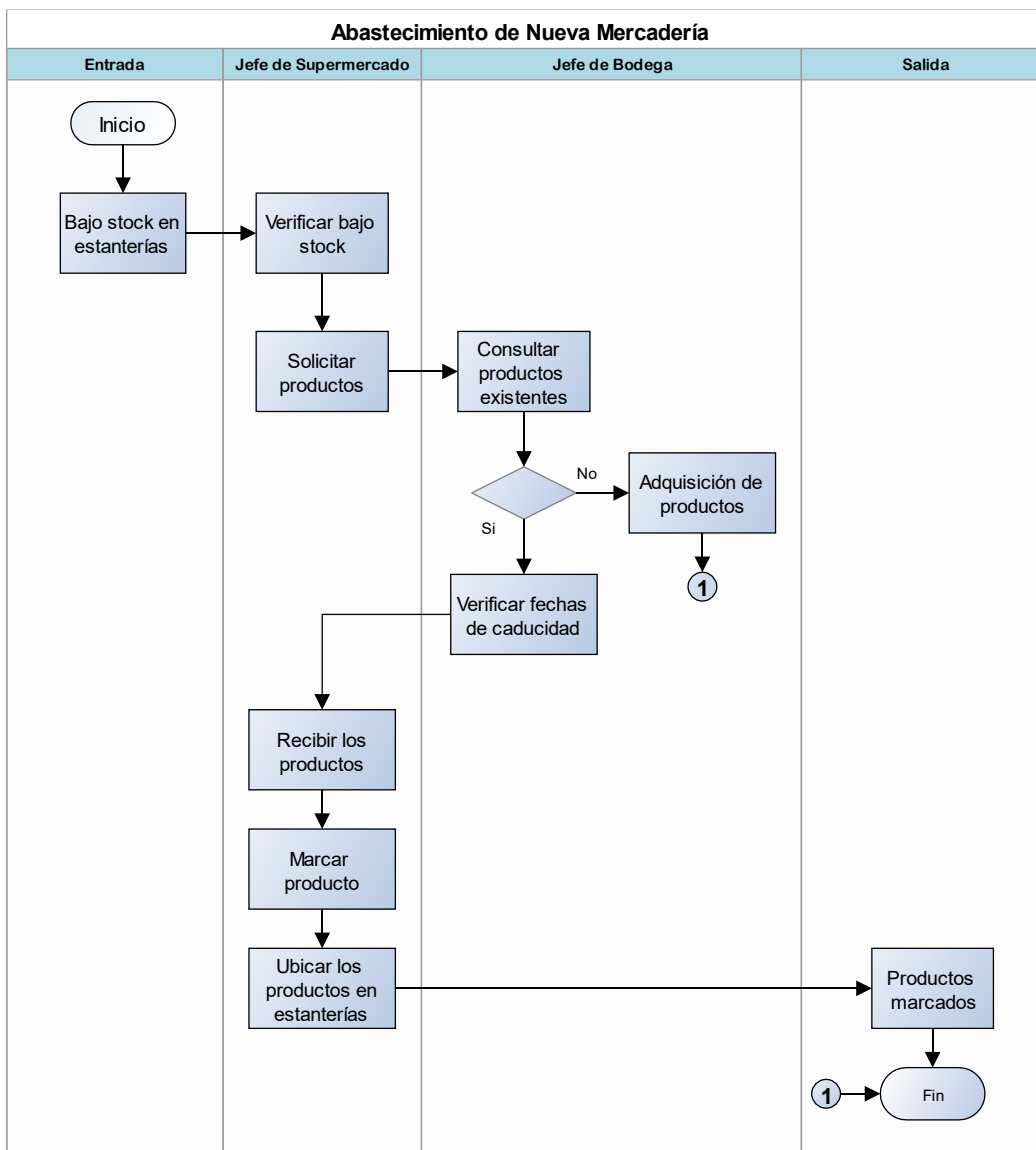 Abastecimiento de Nueva Mercadería
Entrada
Jefe de Supermercado
Jefe de Bodega
Salida
Inicio
Bajo stock en
estanterías
Verificar bajo
stock
Solicitar
productos
Consultar
productos
existentes
No
Si
Adquisición de
productos
1
Verificar fechas
de caducidad
Recibir los
productos
Marcar
producto
Ubicar los
productos en
estanterías
Productos
marcados
1
Fin